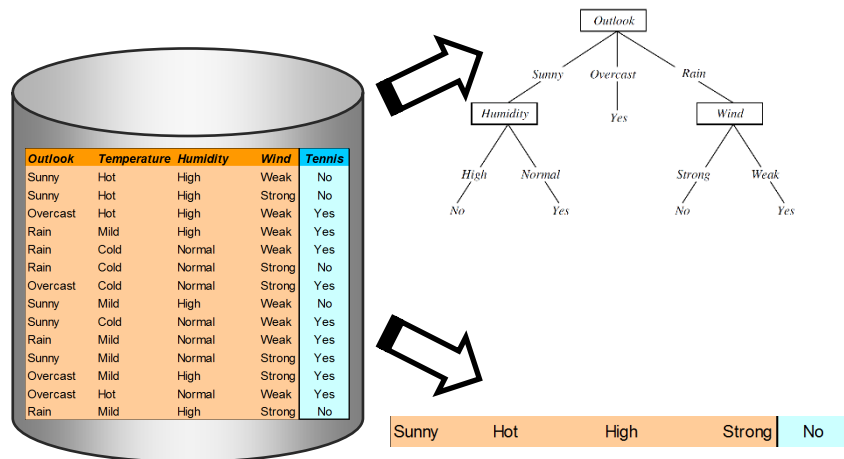 Outlook Temperature Humidity Wind Tennis
Sunny Hot High Weak No
Sunny Hot High Strong No
Overcast Hot High Weak Yes
Rain Mild High Weak Yes
Rain Cold Normal Weak Yes
Rain Cold Normal Strong No
Overcast Cold Normal Strong Yes
Sunny Mild High Weak No
Sunny Cold Normal Weak Yes
Rain Mild Normal Weak Yes
Sunny Mild Normal Strong Yes
Overcast Mild High Strong Yes
Overcast Hot Normal Weak Yes
Rain Mild High Strong No
Outlook
Sunny Overcast Rain
Humidity Yes Wind
High Normal Strong Weak
No Yes No Yes
Sunny Hot High Strong No